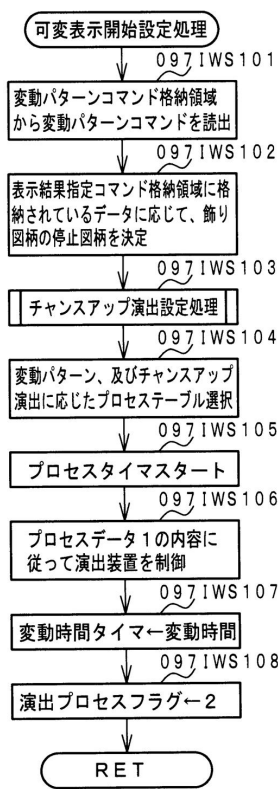 可変表示開始設定処理
097IWS101
変動パターンコマンド格納領域
から変動パターンコマンドを読出
097IWS102
表示結果指定コマンド格納領域に格
納されているデータに応じて、飾り
図柄の停止図柄を決定
097IWS103
チャンスアップ演出設定処理
097IWS104
変動パターン、及びチャンスアップ
演出に応じたプロセステーブル選択
097IWS105
プロセスタイマスタート
097IWS106
プロセスデータ1の内容に
従って演出装置を制御
097IWS107
変動時間タイマ←変動時間
097IWS108
演出プロセスフラグ←2
RET